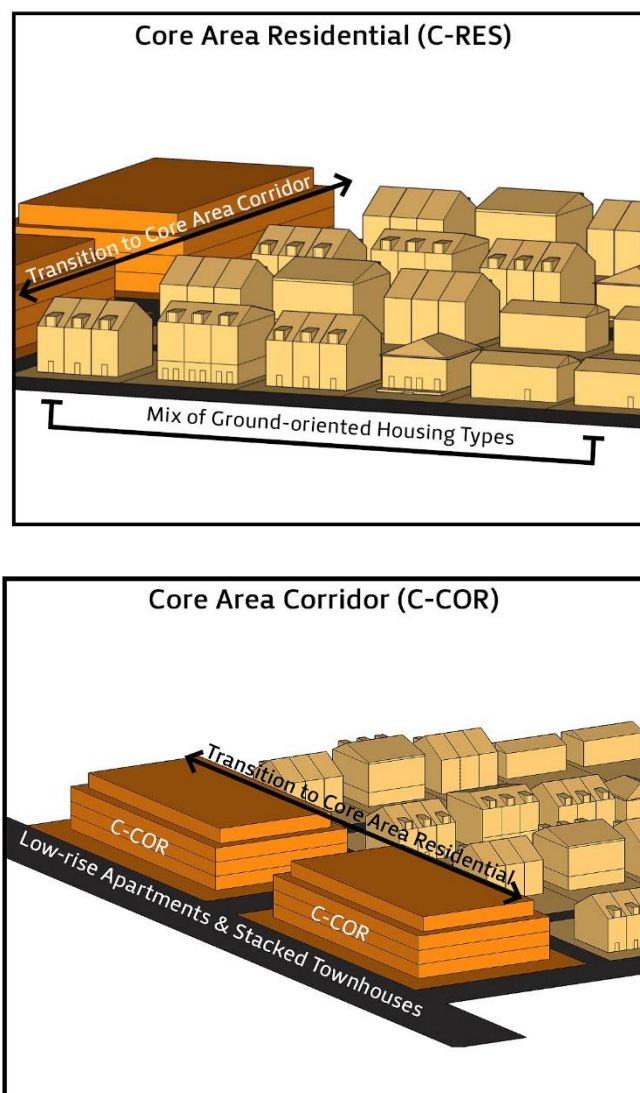 Core Area Residential (C-RES)
Transition to Core Area Corridor
Mix of Ground-oriented Housing Types
Core Area Corridor (C-COR)
Transition to Core Area Residential
C-COR
C-COR
Low-rise Apartments & Stacked Townhouses